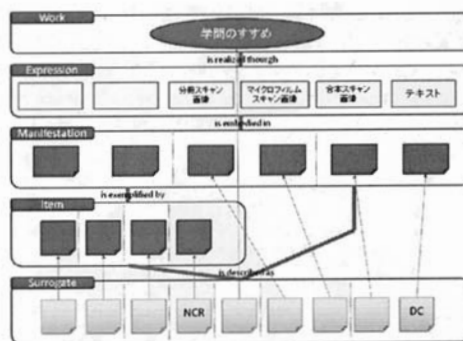 Work
学問のすすめ
is realized though
Expression
分冊スキャン
画像
マイクロフィルム
スキャン画像
合本スキャン
画像
テキスト
is embodied in
Manifestation
is exemplified by
Item
is described as
Surrogate
NCR
DC